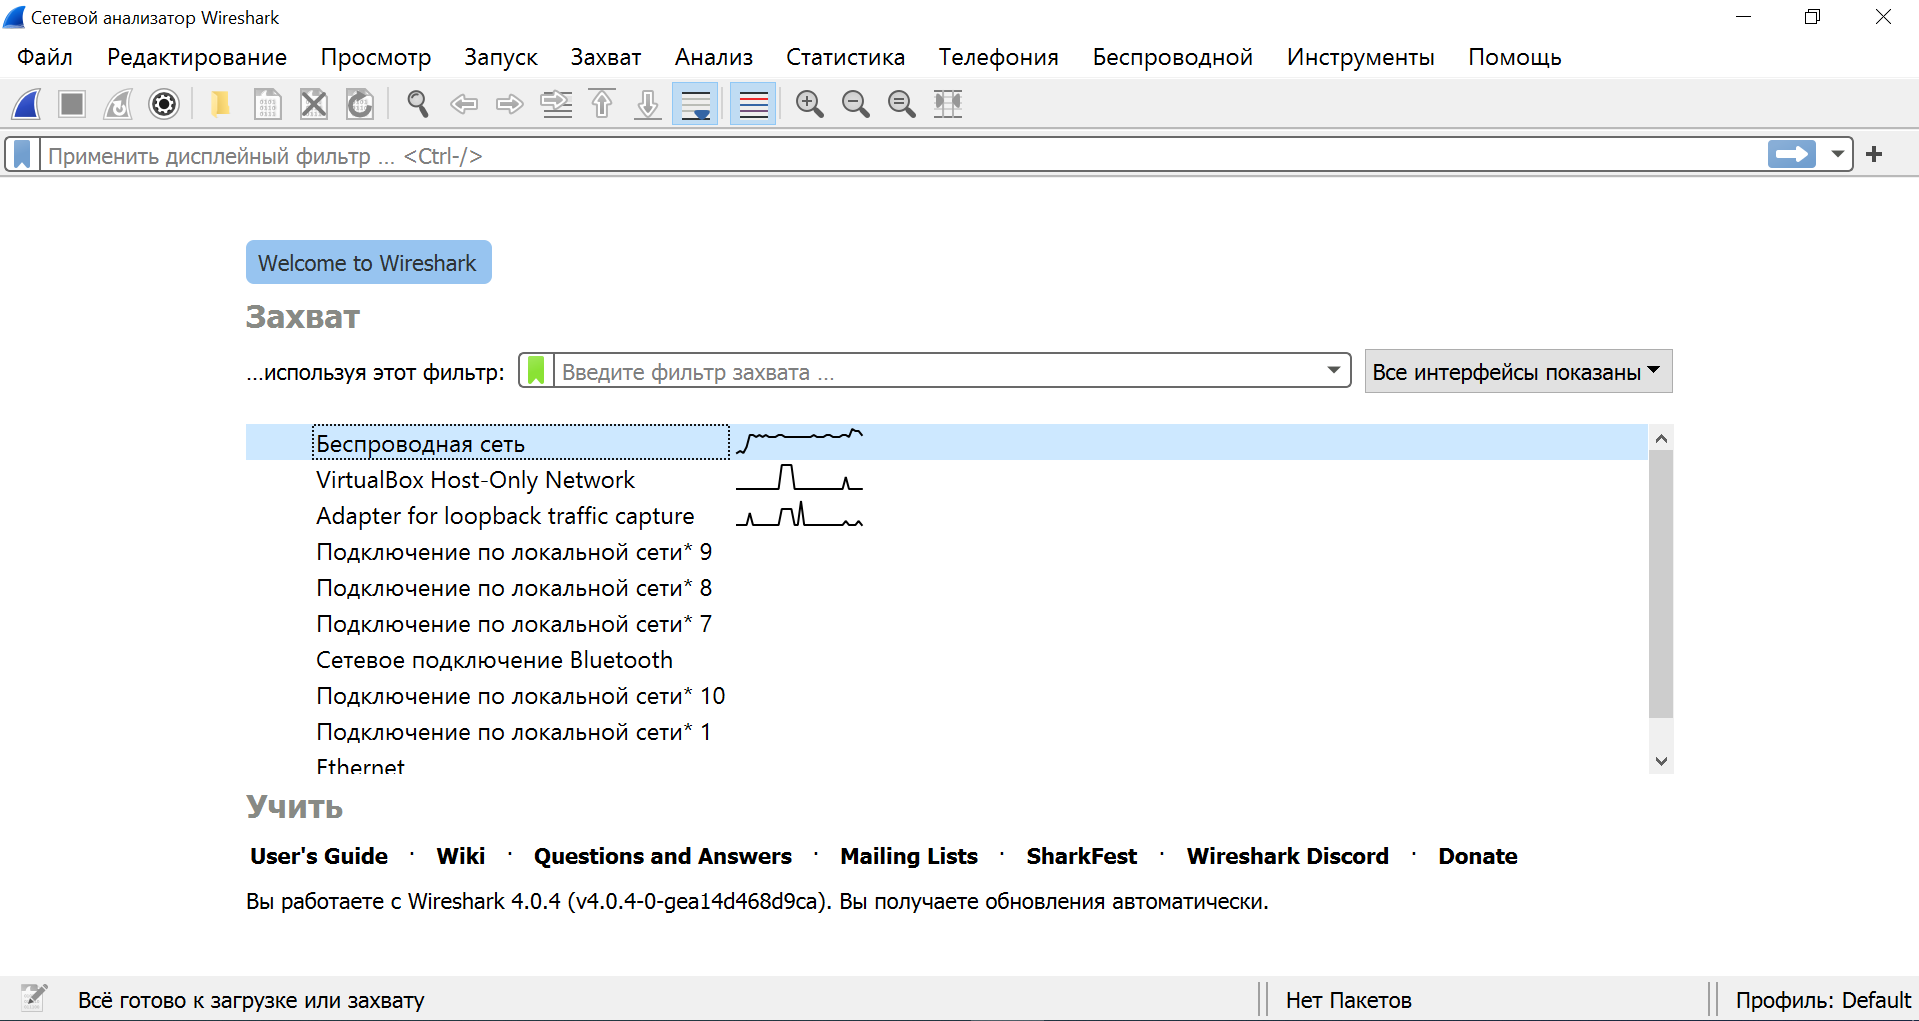 Сетевой анализатор Wireshark
Файл Редактирование Просмотр Запуск Захват Анализ Статистика Телефония Беспроводной Инструменты Помощь
Применить дисплейный фильтр ... <Ctrl-/>
Welcome to Wireshark
Захват
...используя этот фильтр: Введите фильтр захвата ... Все интерфейсы показаны
Беспроводная сеть
VirtualBox Host-Only Network
Adapter for loopback traffic capture
Подключение по локальной сети* 9
Подключение по локальной сети* 8
Подключение по локальной сети* 7
Сетевое подключение Bluetooth
Подключение по локальной сети* 10
Подключение по локальной сети* 1
Ethernet
Учить
User's Guide · Wiki · Questions and Answers · Mailing Lists · SharkFest · Wireshark Discord · Donate
Вы работаете с Wireshark 4.0.4 (v4.0.4-0-gea14d468d9ca). Вы получаете обновления автоматически.
Всё готово к загрузке или захвату Нет Пакетов Профиль: Default